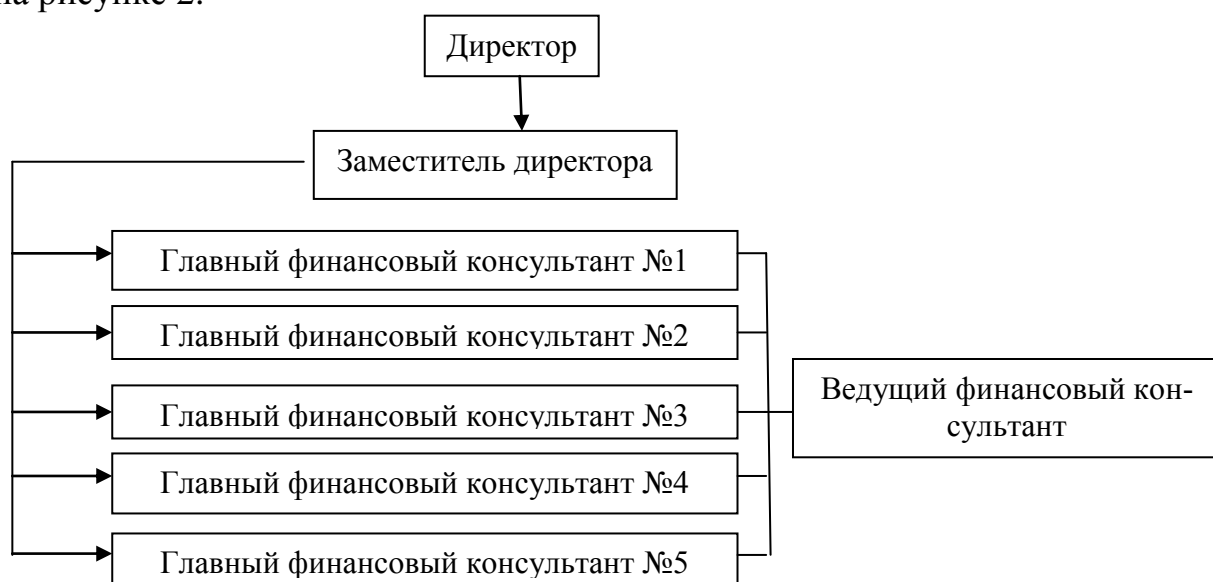 на рисунке 2.
Директор
Заместитель директора
Главный финансовый консультант №1
Главный финансовый консультант №2
Главный финансовый консультант №3
Главный финансовый консультант №4
Главный финансовый консультант №5
Ведущий финансовый кон-
сультант